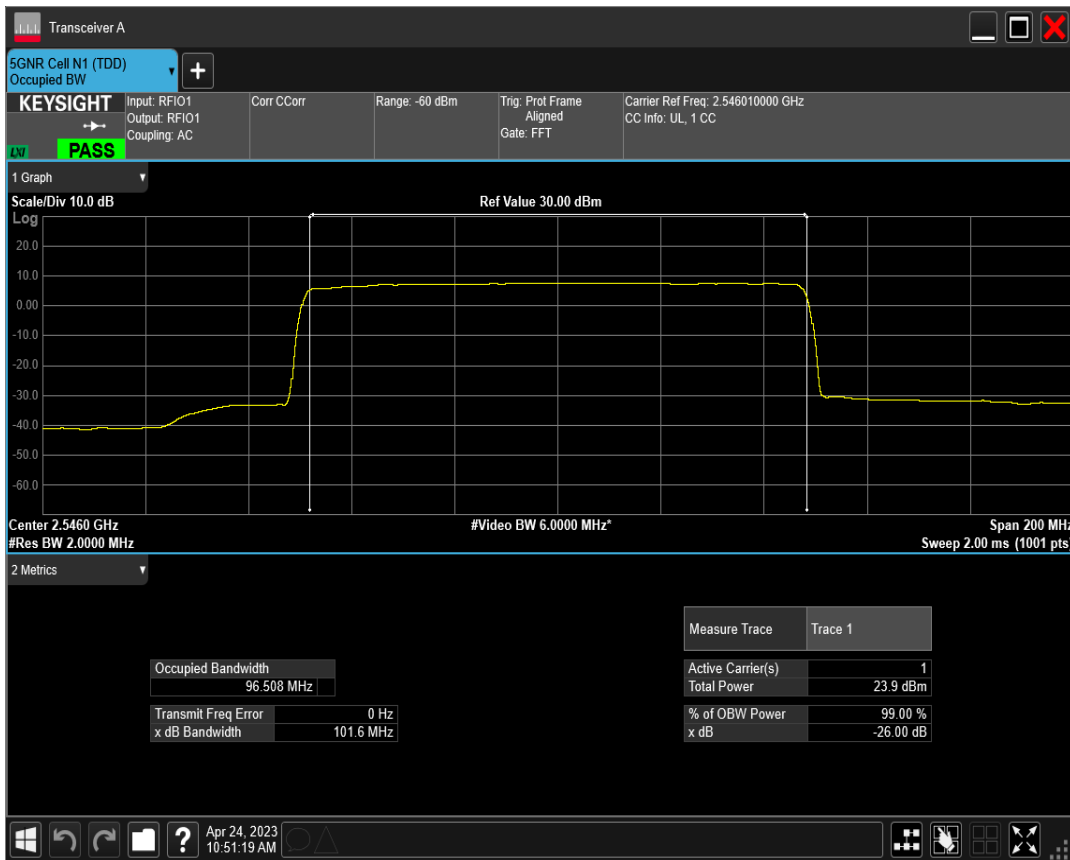 Transceiver A
5GNR Cell N1 (TDD)
Occupied BW
KEYSIGHT
LXI
PASS
Input: RFIO1
Output: RFIO1
Coupling: AC
Corr CCorr
Range: -60 dBm
Trig: Prot Frame
Aligned
Gate: FFT
Carrier Ref Freq: 2.546010000 GHz
CC Info: UL, 1 CC
1 Graph
Scale/Div 10.0 dB
Ref Value 30.00 dBm
Log
20.0
10.0
0.00
-10.0
-20.0
-30.0
-40.0
-50.0
-60.0
Center 2.5460 GHz
#Video BW 6.0000 MHz*
Span 200 MHz
#Res BW 2.0000 MHz
Sweep 2.00 ms (1001 pts)
2 Metrics
Measure Trace Trace 1
Occupied Bandwidth
96.508 MHz
Active Carrier(s) 1
Total Power 23.9 dBm
Transmit Freq Error 0 Hz
x dB Bandwidth 101.6 MHz
% of OBW Power 99.00 %
x dB -26.00 dB
?
Apr 24, 2023
10:51:19 AM